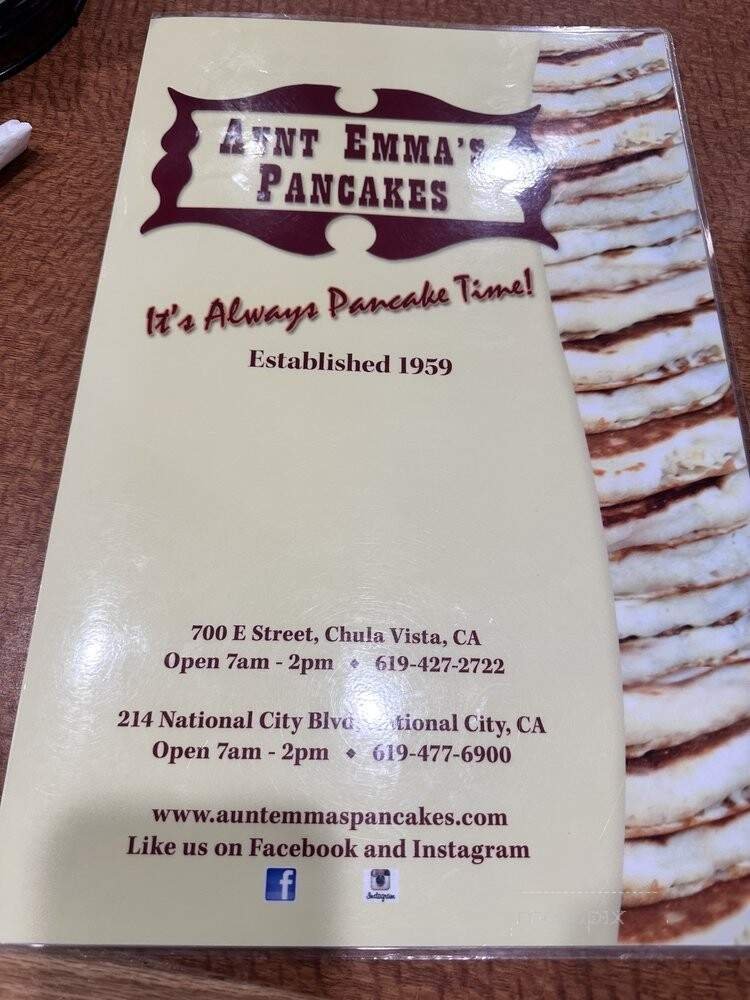 AUNT EMMA'S
PANCAKES
It's Always Pancake Time!
Established 1959
700 E Street, Chula Vista, CA
Open 7am - 2pm ◆ 619-427-2722
214 National City Blvd, National City, CA
Open 7am - 2pm ◆ 619-477-6900
www.auntemmaspancakes.com
Like us on Facebook and Instagram
f
Instagram